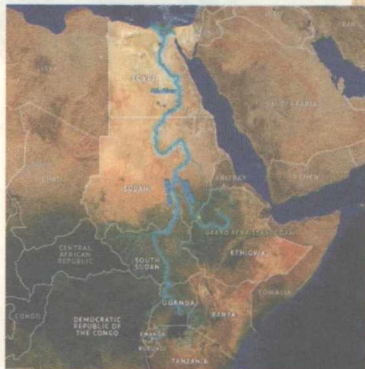 EGYPT
SAUDI ARABIA
SUDAN
ERITREA
YEMEN
CENTRAL
AFRICAN
REPUBLIC
SOUTH
SUDAN
ETHIOPIA
SOMALIA
UGANDA
KENYA
CONGO
DEMOCRATIC
REPUBLIC OF
THE CONGO
RWANDA
BURUNDI
TANZANIA